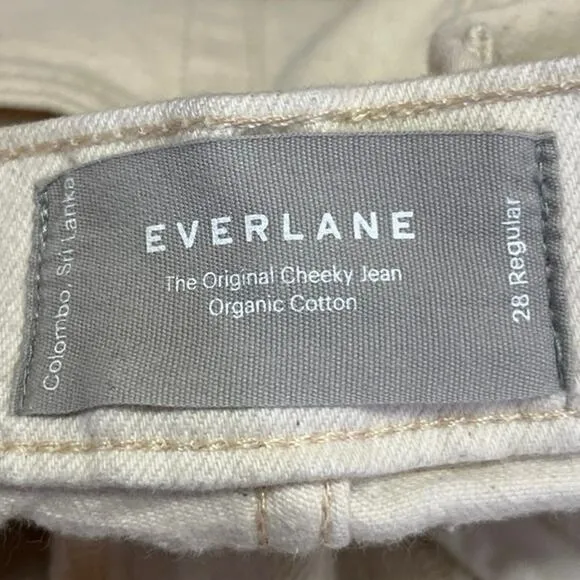 Colombo, Sri Lanka
EVERLANE
The Original Cheeky Jean
Organic Cotton
28 Regular